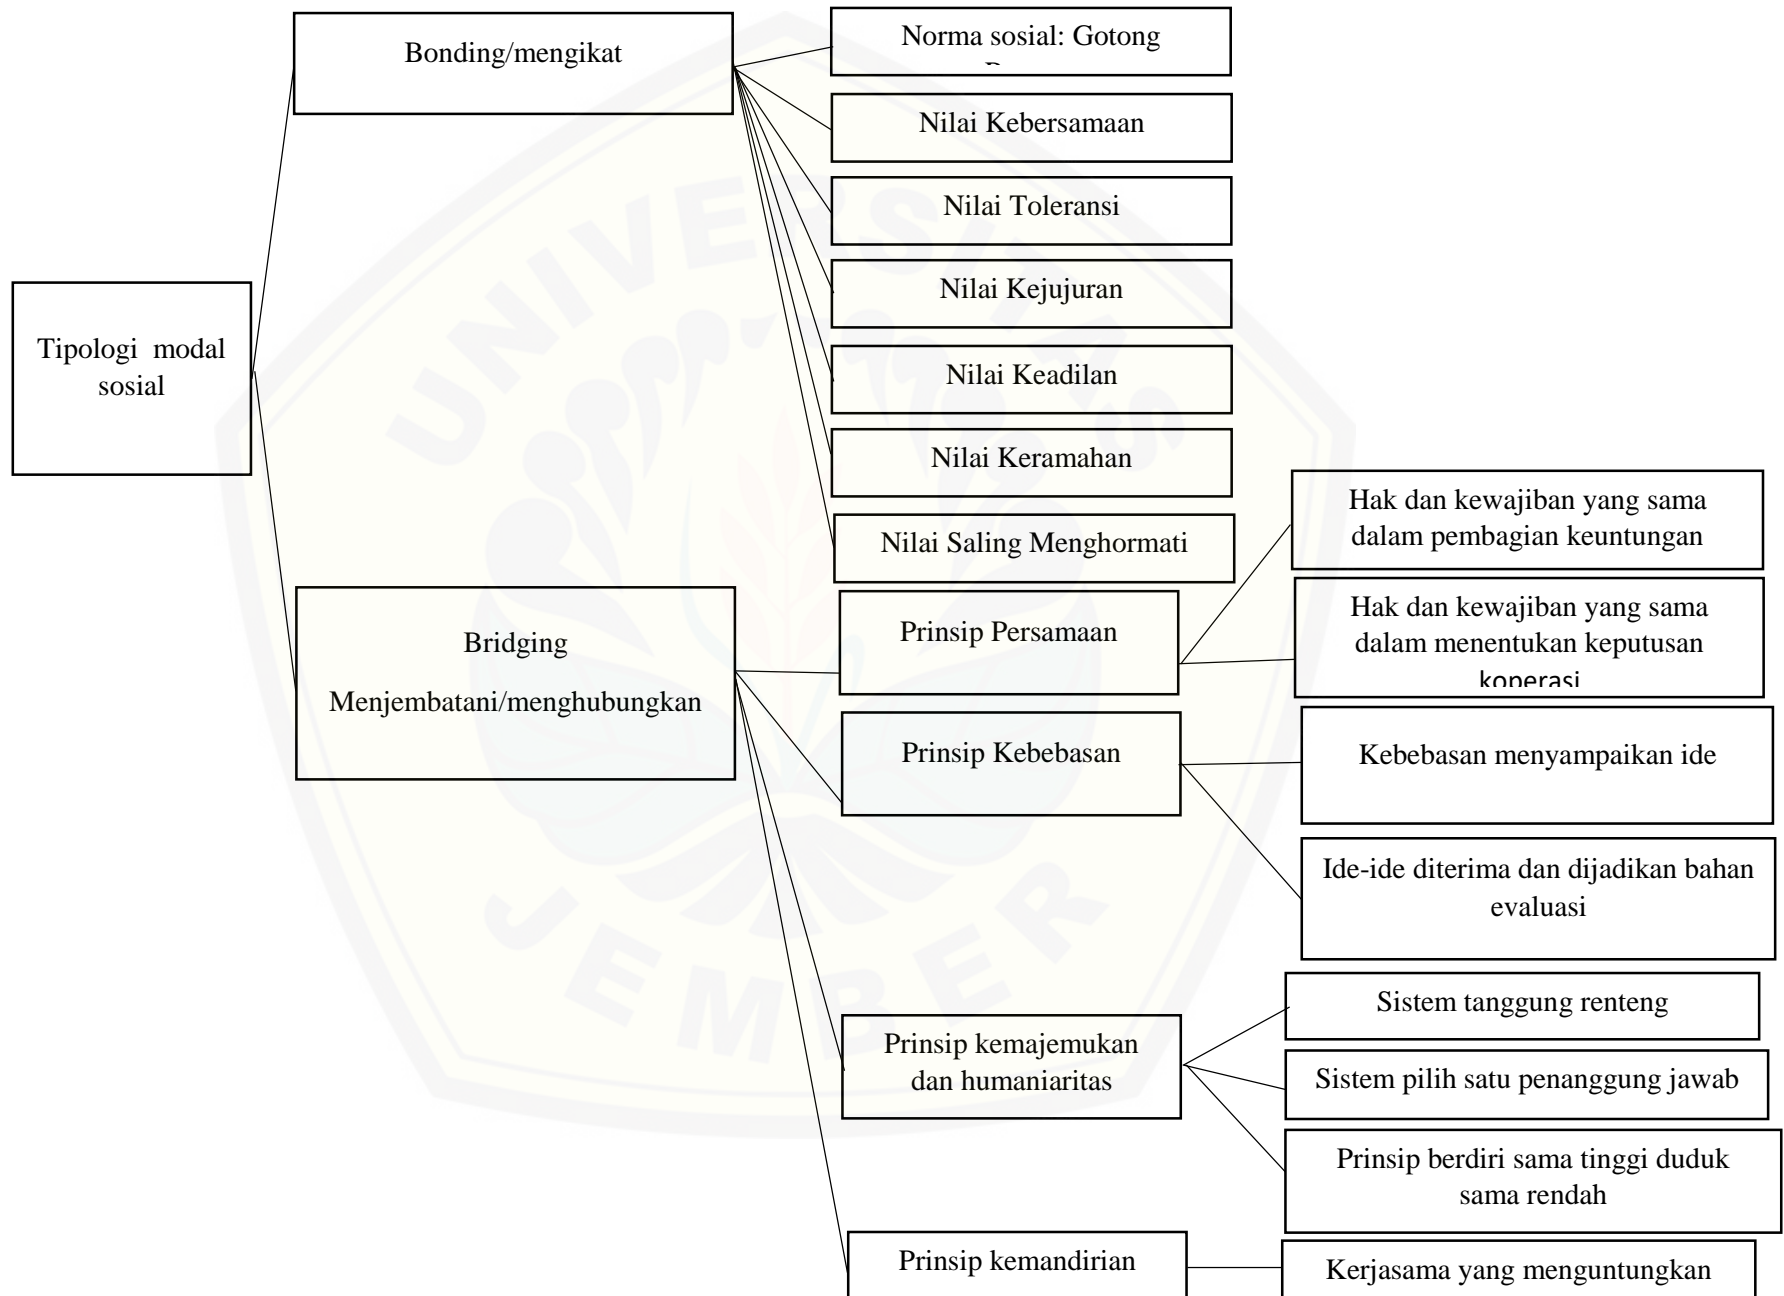 Tipologi modal
sosial
Bonding/mengikat
Norma sosial: Gotong
Nilai Kebersamaan
Nilai Toleransi
Nilai Kejujuran
Nilai Keadilan
Nilai Keramahan
Nilai Saling Menghormati
Bridging
Menjembatani/menghubungkan
Prinsip Persamaan
Hak dan kewajiban yang sama
dalam pembagian keuntungan
Hak dan kewajiban yang sama
dalam menentukan keputusan
koperasi
Prinsip Kebebasan
Kebebasan menyampaikan ide
Ide-ide diterima dan dijadikan bahan
evaluasi
Prinsip kemajemukan
dan humaniaritas
Sistem tanggung renteng
Sistem pilih satu penanggung jawab
Prinsip berdiri sama tinggi duduk
sama rendah
Prinsip kemandirian
Kerjasama yang menguntungkan
UNIVERSITAS
JEMBER